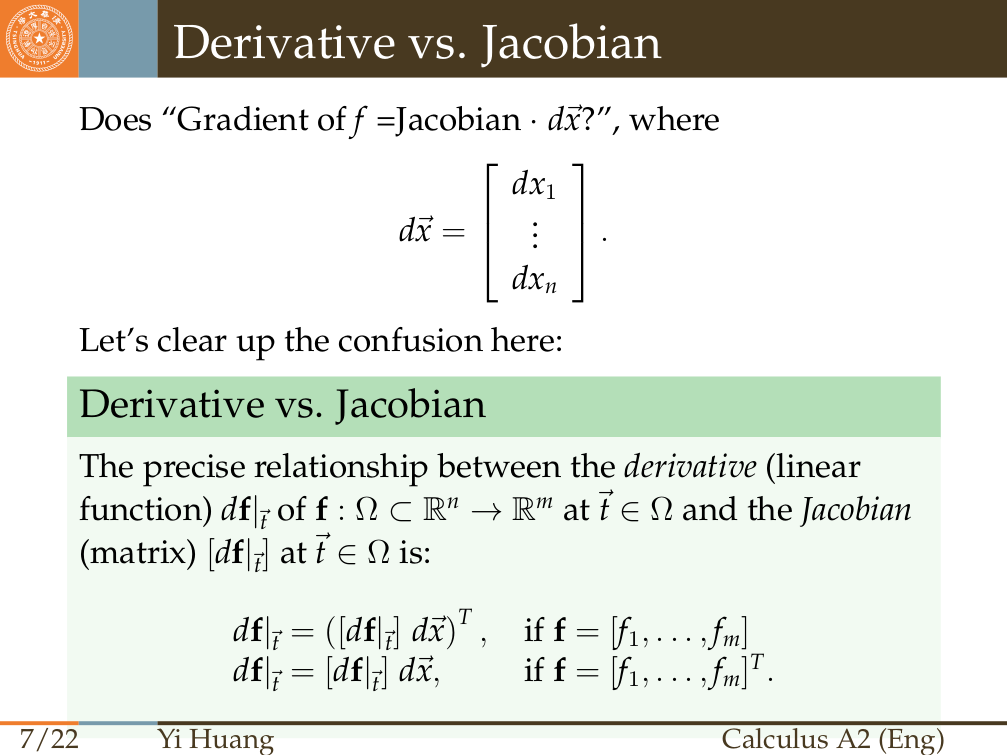 Derivative vs. Jacobian
Does “Gradient of f =Jacobian · dx⃗?”, where
dx⃗ = [ dx₁ ⋮ dxₙ ] .
Let’s clear up the confusion here:
Derivative vs. Jacobian
The precise relationship between the derivative (linear
function) d𝐟|ₜ⃗ of 𝐟 : Ω ⊂ ℝⁿ → ℝᵐ at t⃗ ∈ Ω and the Jacobian
(matrix) [d𝐟|ₜ⃗] at t⃗ ∈ Ω is:
d𝐟|ₜ⃗ = ([d𝐟|ₜ⃗] dx⃗)ᵀ , if 𝐟 = [f₁, . . . , fₘ]
d𝐟|ₜ⃗ = [d𝐟|ₜ⃗] dx⃗, if 𝐟 = [f₁, . . . , fₘ]ᵀ.
7/22 Yi Huang Calculus A2 (Eng)